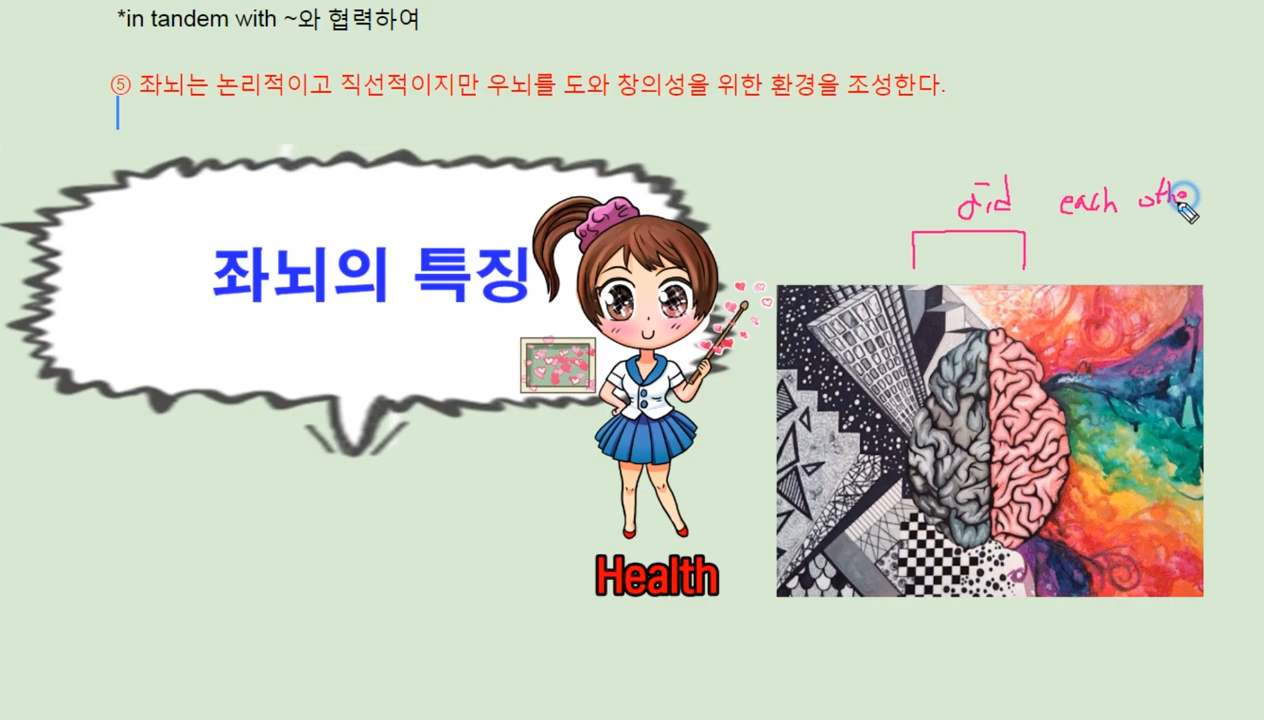 *in tandem with ~와 협력하여
⑤ 좌뇌는 논리적이고 직선적이지만 우뇌를 도와 창의성을 위한 환경을 조성한다.
aid each othe
좌뇌의 특징
Health